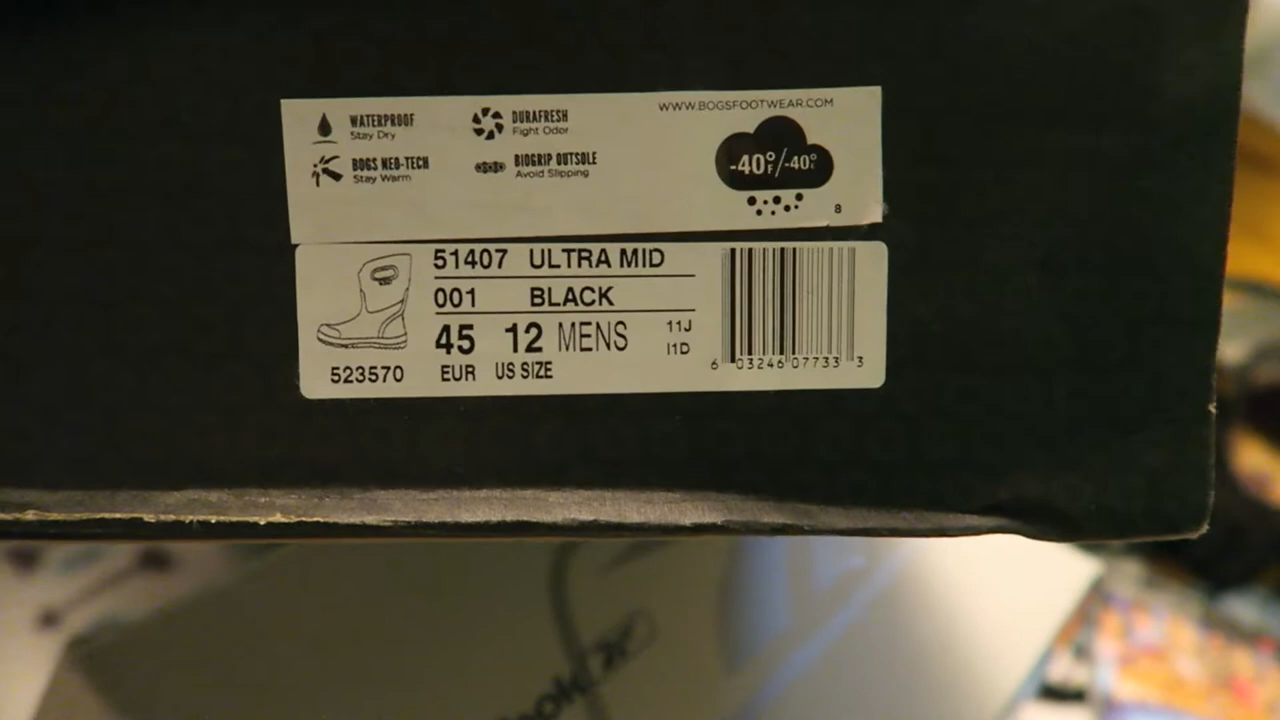 WATERPROOF
Stay Dry
DURAFRESH
Fight Odor
BOGS NEO-TECH
Stay Warm
BIOGRIP OUTSOLE
Avoid Slipping
WWW.BOGSFOOTWEAR.COM
-40°F/-40°
8
51407 ULTRA MID
001 BLACK
45 12 MENS
11J
I1D
523570 EUR US SIZE
6 03246 07733 3